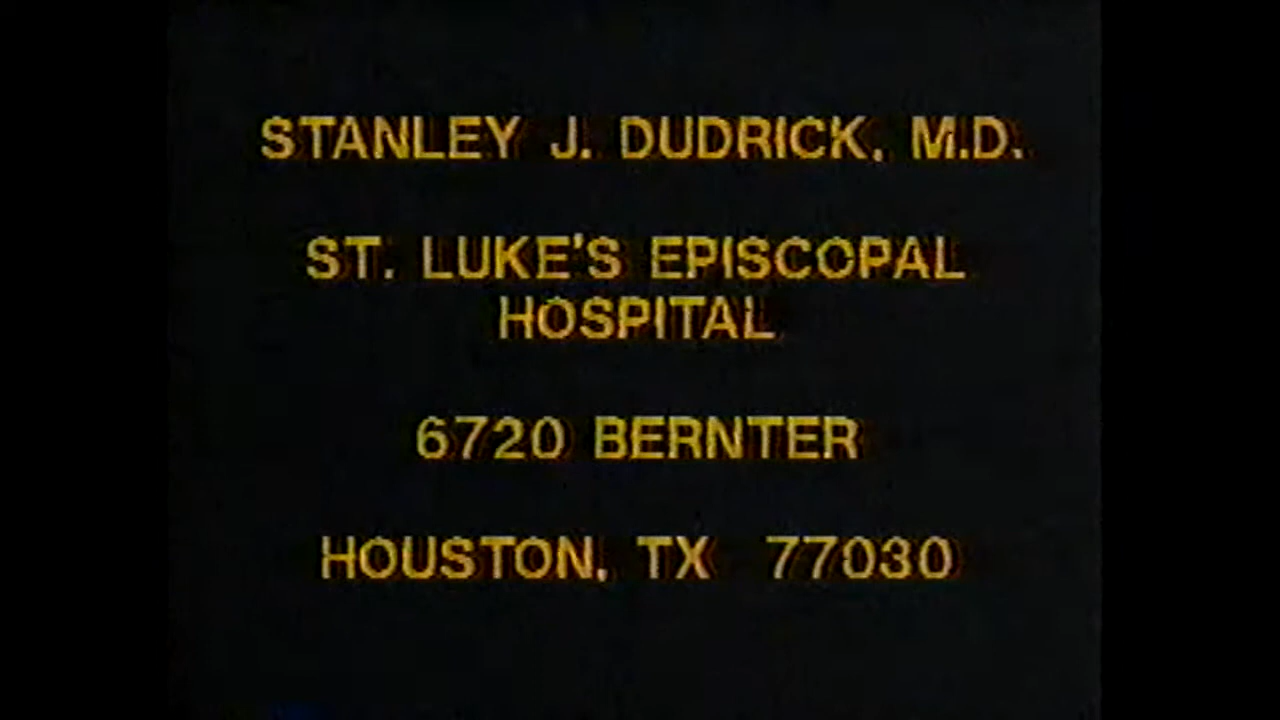 STANLEY J. DUDRICK, M.D.
ST. LUKE'S EPISCOPAL
HOSPITAL
6720 BERNTER
HOUSTON, TX 77030